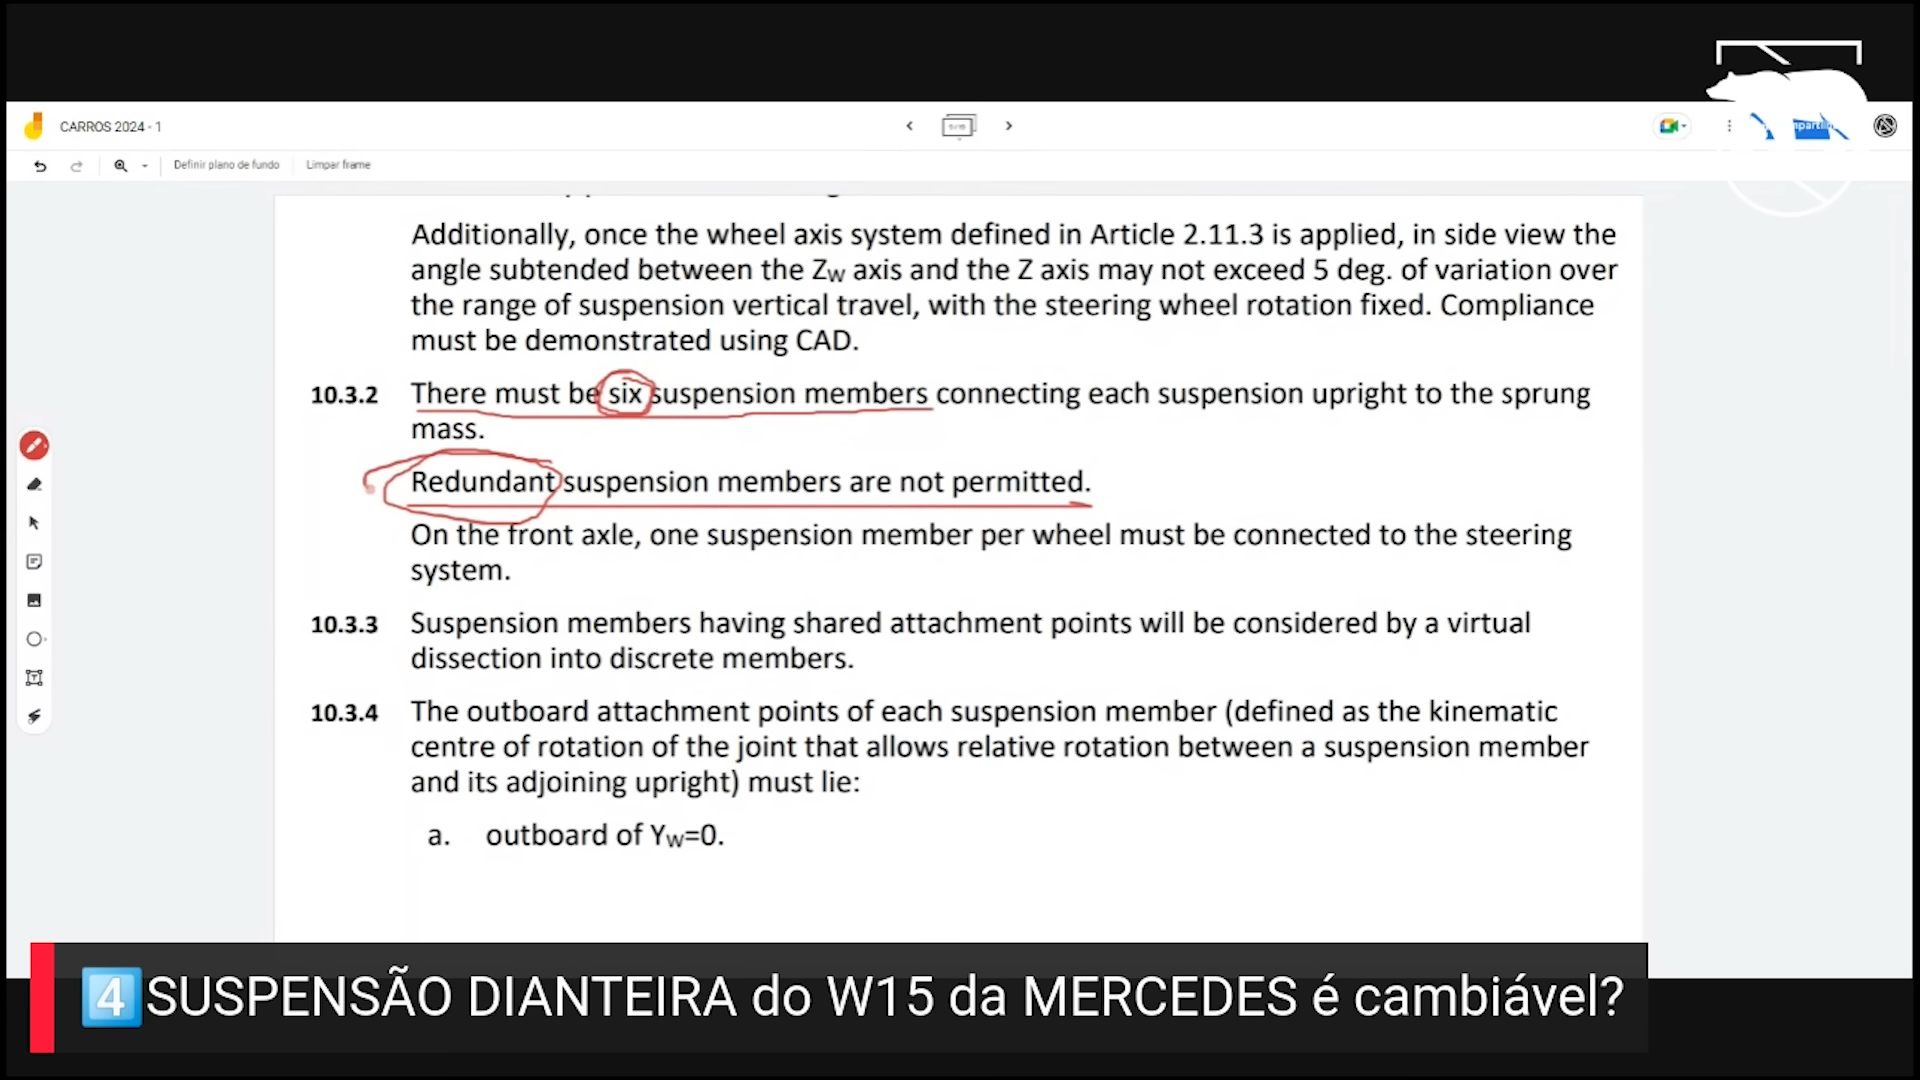 CARROS 2024 - 1
Definir plano de fundo
Limpar frame
Additionally, once the wheel axis system defined in Article 2.11.3 is applied, in side view the
angle subtended between the ZW axis and the Z axis may not exceed 5 deg. of variation over
the range of suspension vertical travel, with the steering wheel rotation fixed. Compliance
must be demonstrated using CAD.
10.3.2 There must be six suspension members connecting each suspension upright to the sprung
mass.
Redundant suspension members are not permitted.
On the front axle, one suspension member per wheel must be connected to the steering
system.
10.3.3 Suspension members having shared attachment points will be considered by a virtual
dissection into discrete members.
10.3.4 The outboard attachment points of each suspension member (defined as the kinematic
centre of rotation of the joint that allows relative rotation between a suspension member
and its adjoining upright) must lie:
a. outboard of YW=0.
4 SUSPENSÃO DIANTEIRA do W15 da MERCEDES é cambiável?